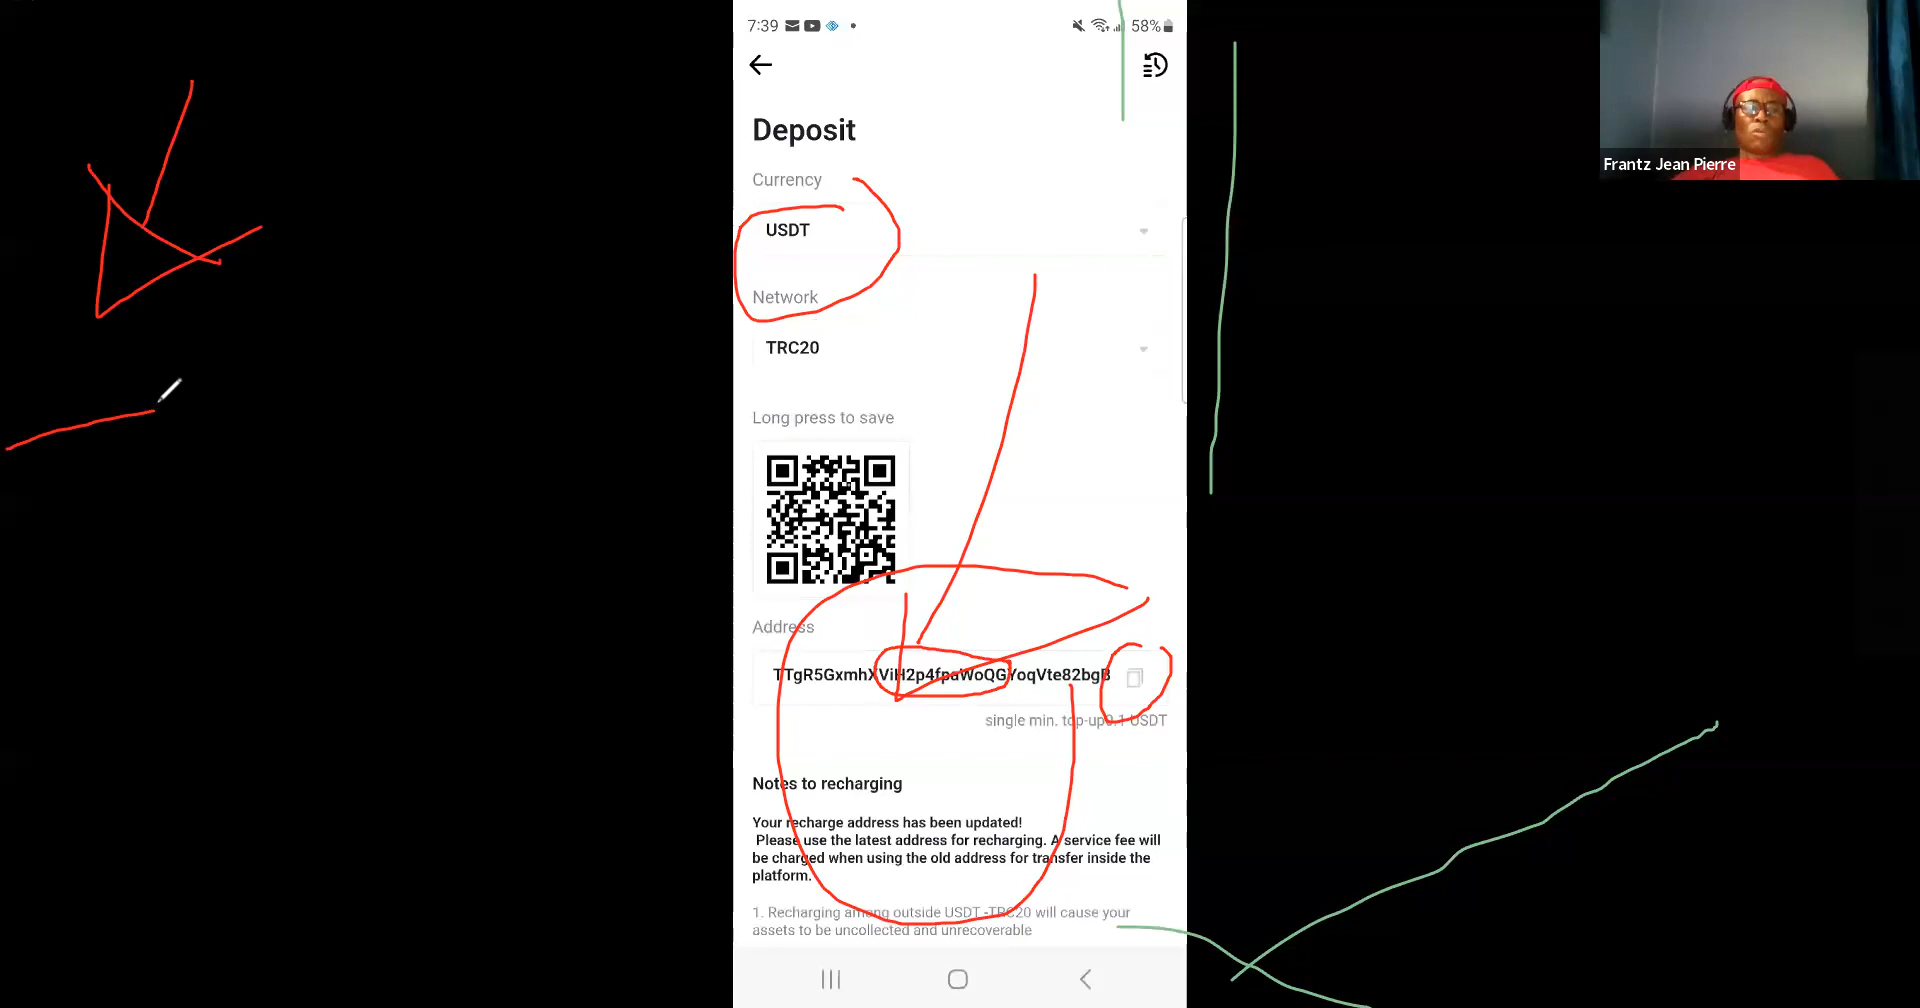 7:39
58%
Deposit
Currency
USDT
Network
TRC20
Long press to save
Address
TTgR5GxmhXViH2p4fpaWoQGYoqVte82bgB
single min. top-up0.1 USDT
Notes to recharging
Your recharge address has been updated!
Please use the latest address for recharging. A service fee will
be charged when using the old address for transfer inside the
platform.
1. Recharging among outside USDT -TRC20 will cause your
assets to be uncollected and unrecoverable
Frantz Jean Pierre